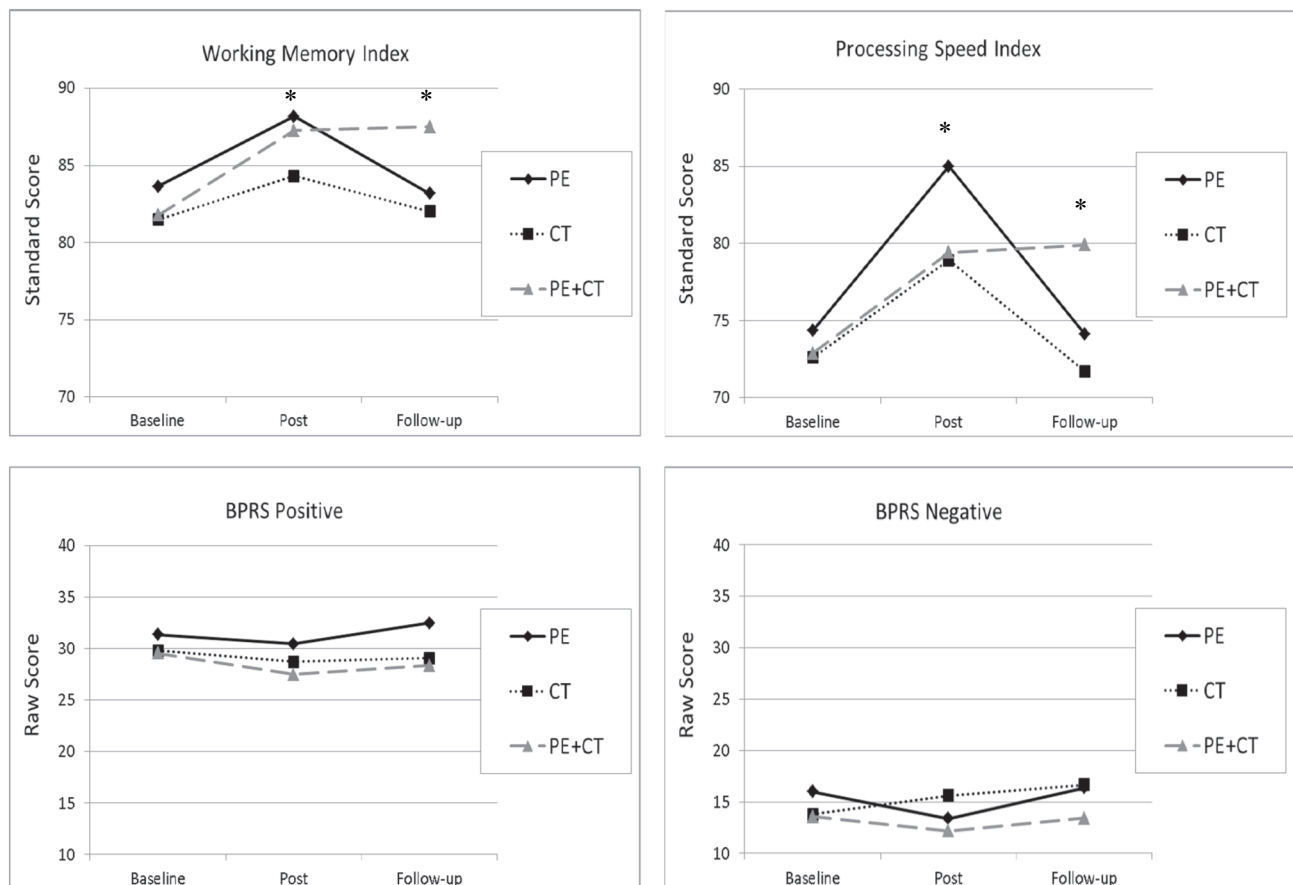 Working Memory Index
*
*
90
85
80
75
70
Standard Score
Baseline
Post
Follow-up
PE
CT
PE+CT
Processing Speed Index
*
*
90
85
80
75
70
Standard Score
Baseline
Post
Follow-up
PE
CT
PE+CT
BPRS Positive
40
35
30
25
20
15
10
Raw Score
Baseline
Post
Follow-up
PE
CT
PE+CT
BPRS Negative
40
35
30
25
20
15
10
Raw Score
Baseline
Post
Follow-up
PE
CT
PE+CT